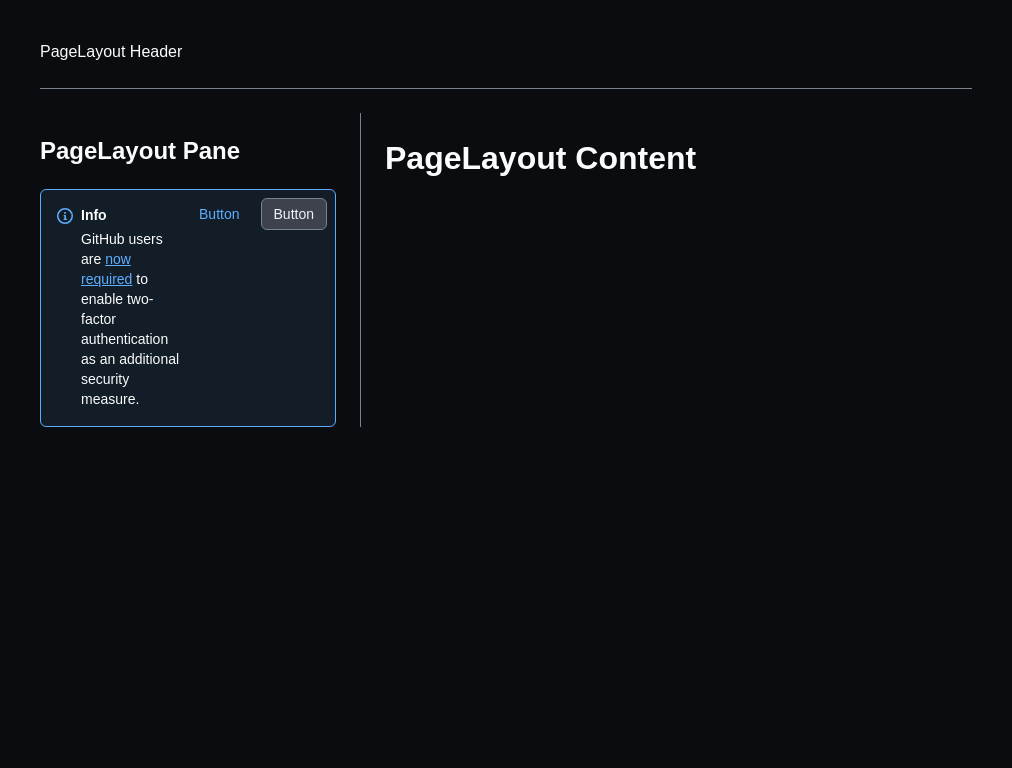 PageLayout Header
PageLayout Pane
PageLayout Content
Info
Button
Button
GitHub users
are now
required to
enable two-
factor
authentication
as an additional
security
measure.